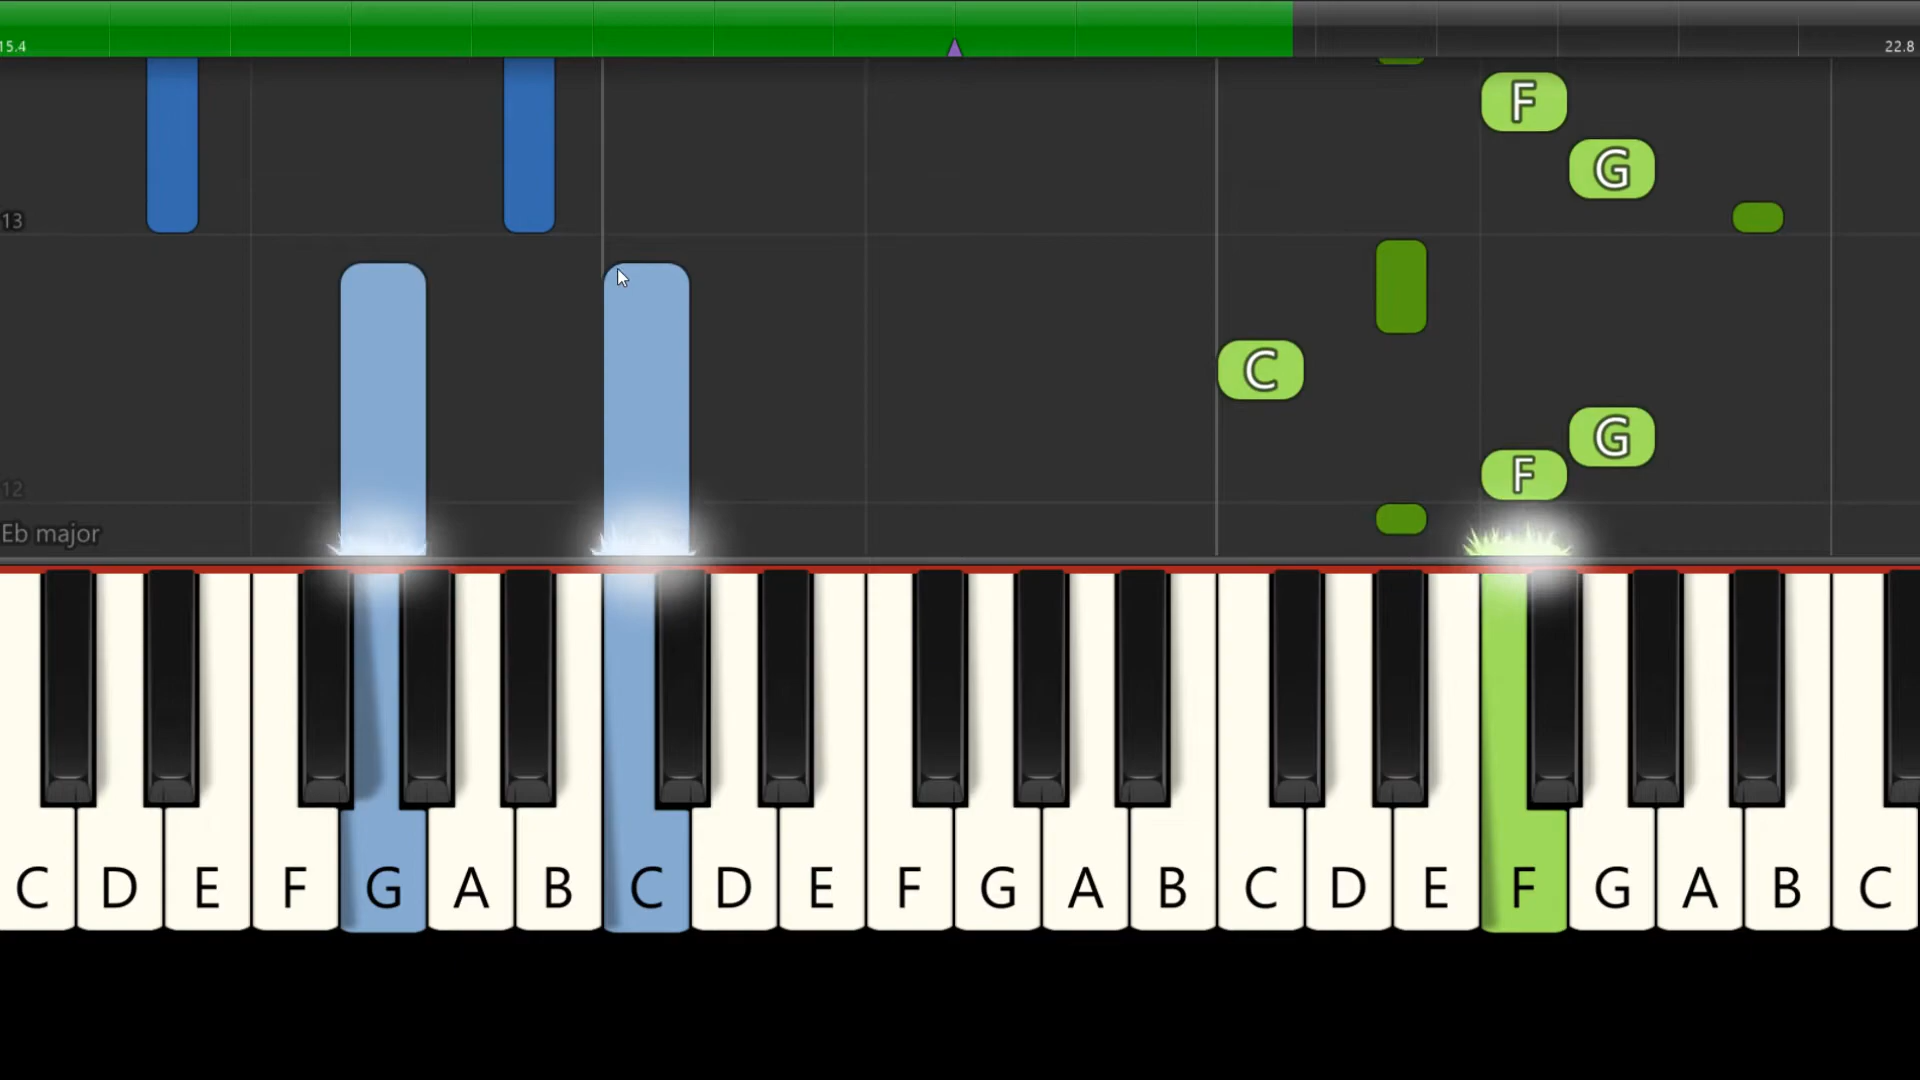 15.4
22.8
F
G
13
C
G
F
12
Eb major
C D E F G A B C D E F G A B C D E F G A B C